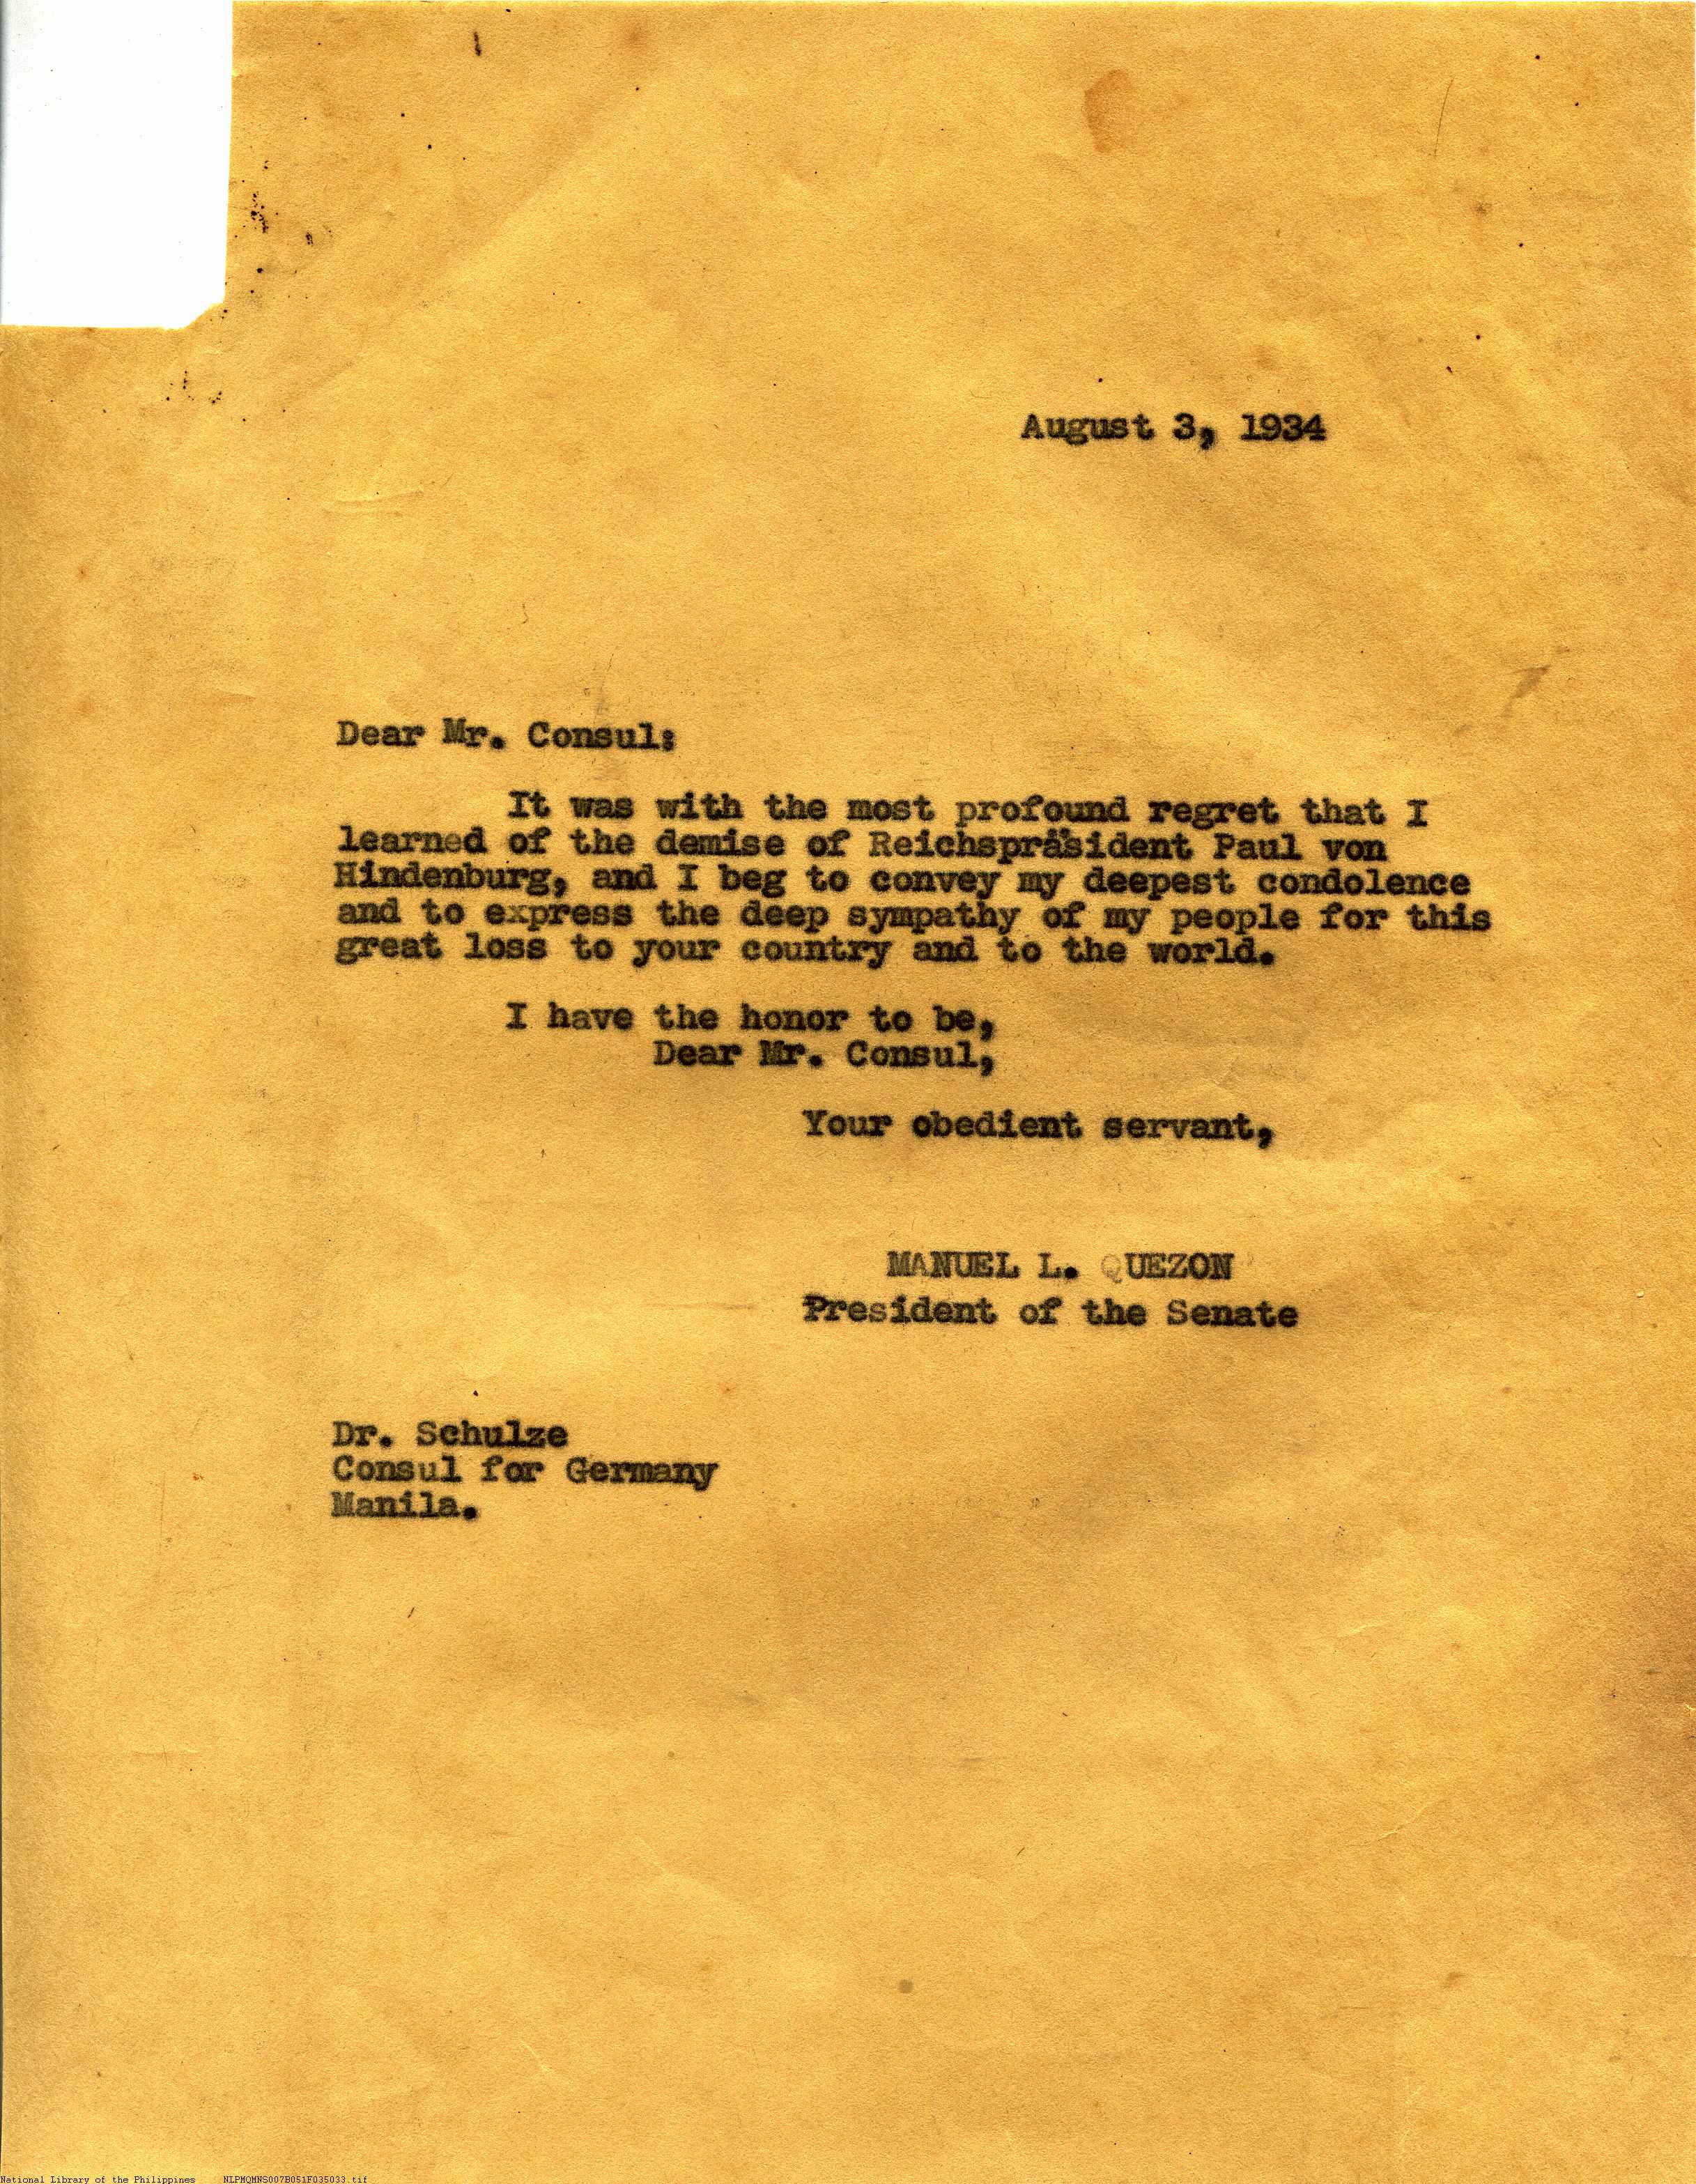 August 3, 1934
Dear Mr. Consul:
It was with the most profound regret that I
learned of the demise of Reichspräsident Paul von
Hindenburg, and I beg to convey my deepest condolence
and to express the deep sympathy of my people for this
great loss to your country and to the world.
I have the honor to be,
Dear Mr. Consul,
Your obedient servant,
MANUEL L. QUEZON
President of the Senate
Dr. Schulze
Consul for Germany
Manila.
National Library of the Philippines NLPMQMNS007B051F035033.tif